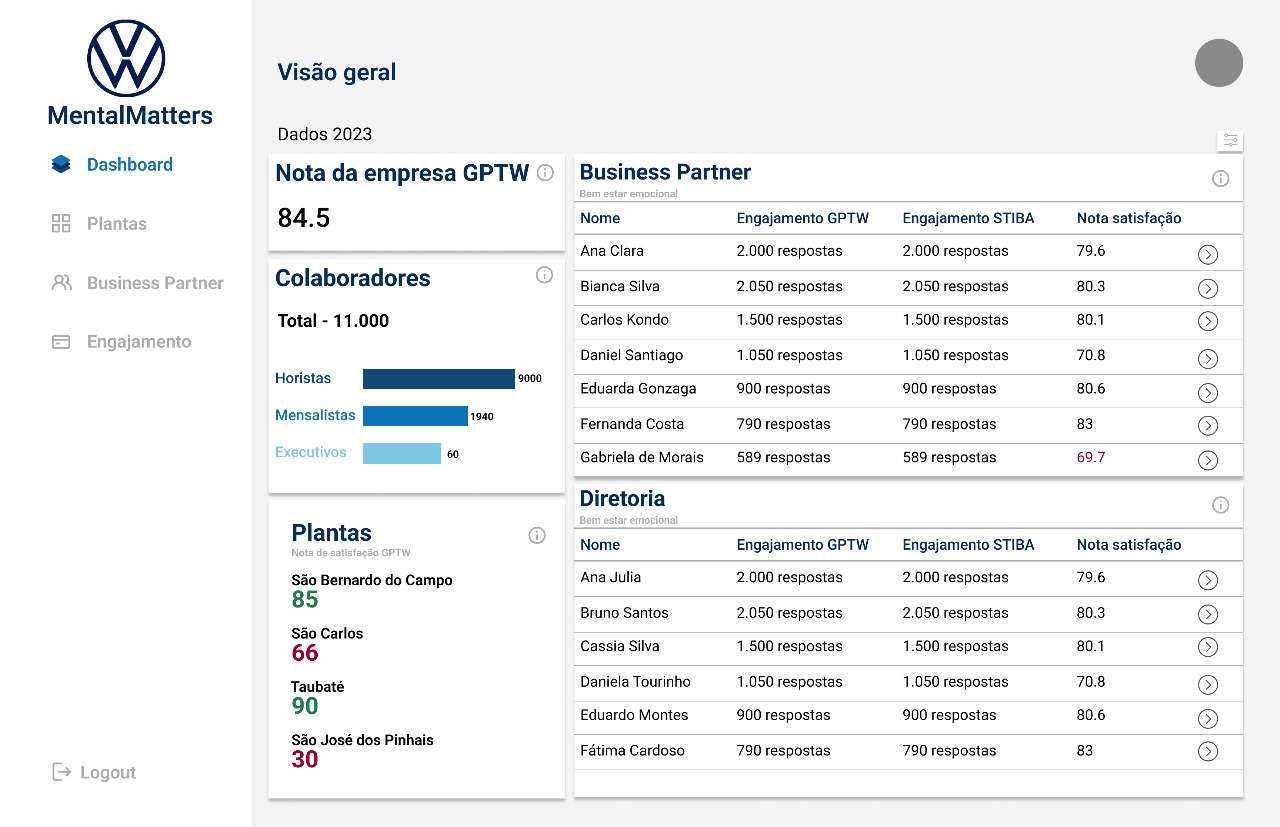 MentalMatters
Dashboard
Plantas
Business Partner
Engajamento
Logout
Visão geral
Dados 2023
Nota da empresa GPTW
84.5
Colaboradores
Total - 11.000
Horistas 9000
Mensalistas 1940
Executivos 60
Plantas
Nota de satisfação GPTW
São Bernardo do Campo
85
São Carlos
66
Taubaté
90
São José dos Pinhais
30
Business Partner
Bem estar emocional
Nome Engajamento GPTW Engajamento STIBA Nota satisfação
Ana Clara 2.000 respostas 2.000 respostas 79.6
Bianca Silva 2.050 respostas 2.050 respostas 80.3
Carlos Kondo 1.500 respostas 1.500 respostas 80.1
Daniel Santiago 1.050 respostas 1.050 respostas 70.8
Eduarda Gonzaga 900 respostas 900 respostas 80.6
Fernanda Costa 790 respostas 790 respostas 83
Gabriela de Morais 589 respostas 589 respostas 69.7
Diretoria
Bem estar emocional
Nome Engajamento GPTW Engajamento STIBA Nota satisfação
Ana Julia 2.000 respostas 2.000 respostas 79.6
Bruno Santos 2.050 respostas 2.050 respostas 80.3
Cassia Silva 1.500 respostas 1.500 respostas 80.1
Daniela Tourinho 1.050 respostas 1.050 respostas 70.8
Eduardo Montes 900 respostas 900 respostas 80.6
Fátima Cardoso 790 respostas 790 respostas 83